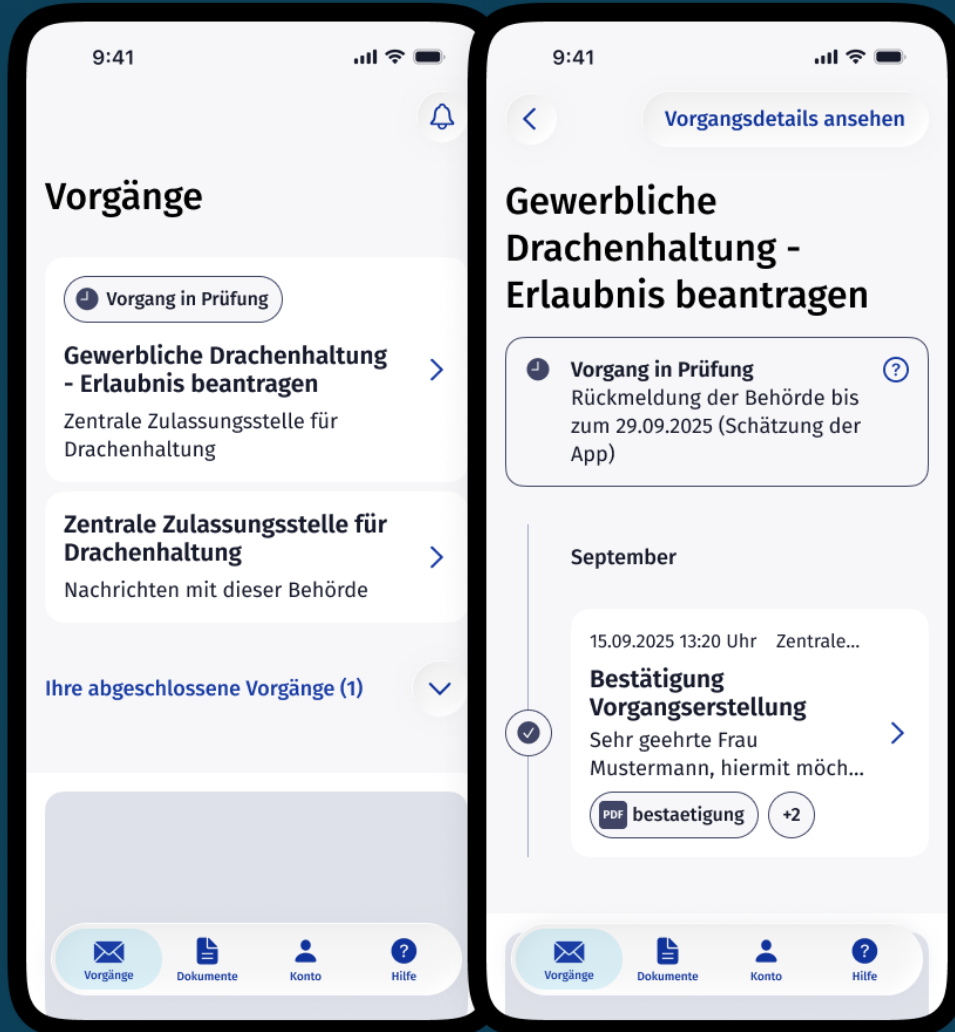 9:41
Vorgänge
Vorgang in Prüfung
Gewerbliche Drachenhaltung
- Erlaubnis beantragen
Zentrale Zulassungsstelle für
Drachenhaltung
Zentrale Zulassungsstelle für
Drachenhaltung
Nachrichten mit dieser Behörde
Ihre abgeschlossene Vorgänge (1)
Vorgänge
Dokumente
Konto
?
Hilfe
9:41
Vorgangsdetails ansehen
Gewerbliche
Drachenhaltung -
Erlaubnis beantragen
Vorgang in Prüfung
?
Rückmeldung der Behörde bis
zum 29.09.2025 (Schätzung der
App)
September
15.09.2025 13:20 Uhr Zentrale...
Bestätigung
Vorgangserstellung
Sehr geehrte Frau
Mustermann, hiermit möch...
PDF bestaetigung +2
Vorgänge
Dokumente
Konto
?
Hilfe